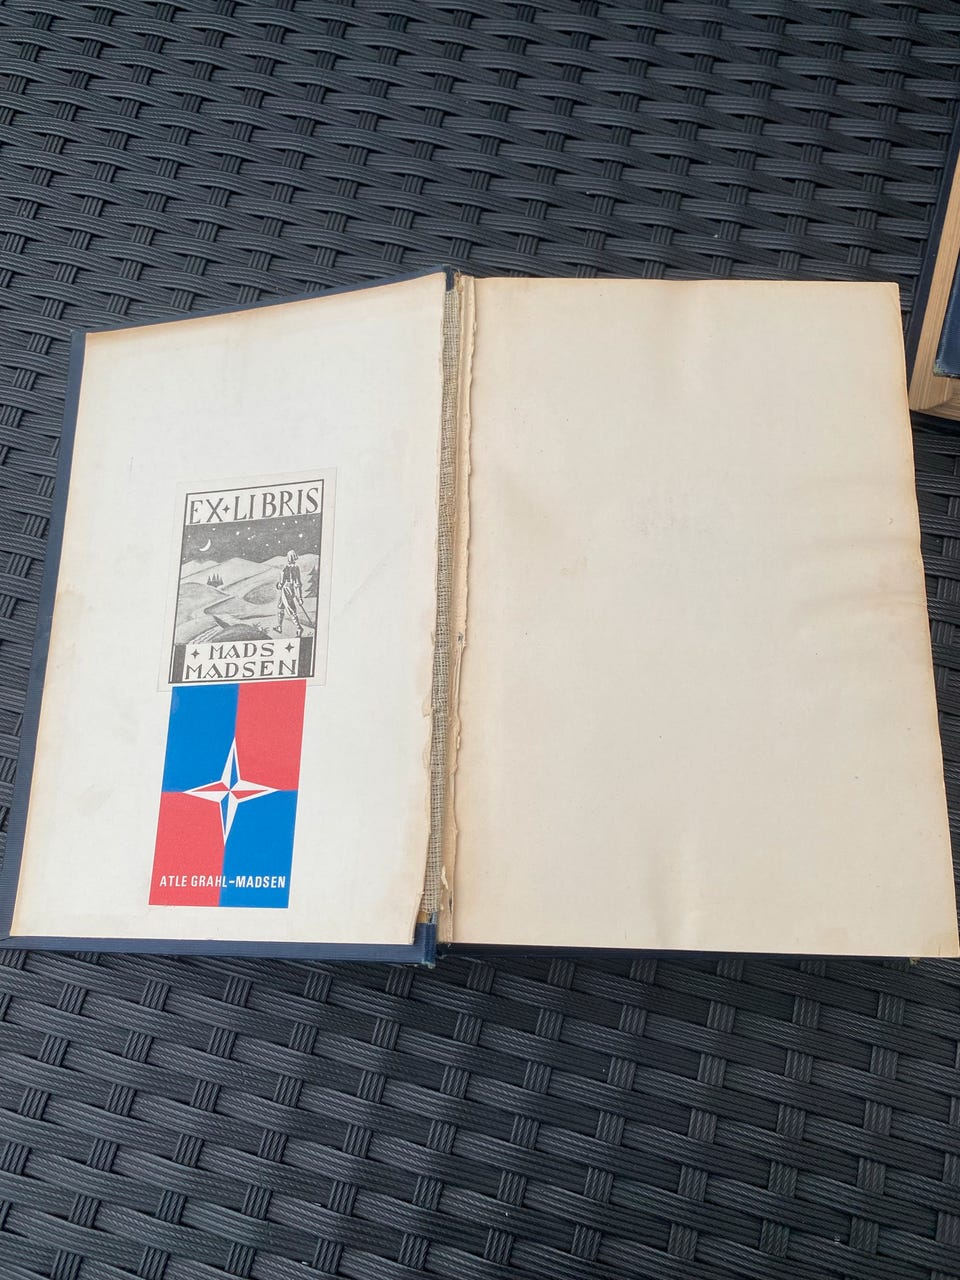 EX✦LIBRIS
✦ MADS ✦
MADSEN
ATLE GRAHL-MADSEN